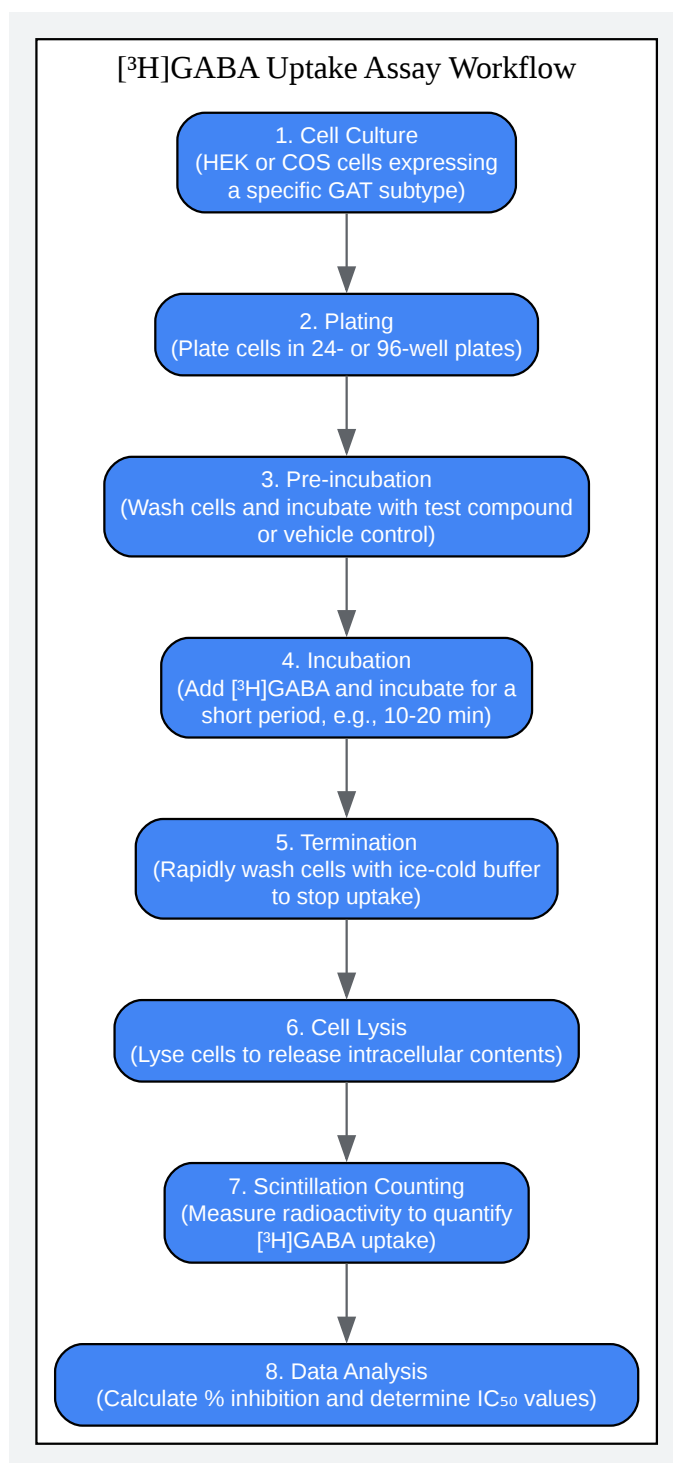 [³H]GABA Uptake Assay Workflow
1. Cell Culture
(HEK or COS cells expressing
a specific GAT subtype)
2. Plating
(Plate cells in 24- or 96-well plates)
3. Pre-incubation
(Wash cells and incubate with test compound
or vehicle control)
4. Incubation
(Add [³H]GABA and incubate for a
short period, e.g., 10-20 min)
5. Termination
(Rapidly wash cells with ice-cold buffer
to stop uptake)
6. Cell Lysis
(Lyse cells to release intracellular contents)
7. Scintillation Counting
(Measure radioactivity to quantify
[³H]GABA uptake)
8. Data Analysis
(Calculate % inhibition and determine IC₅₀ values)